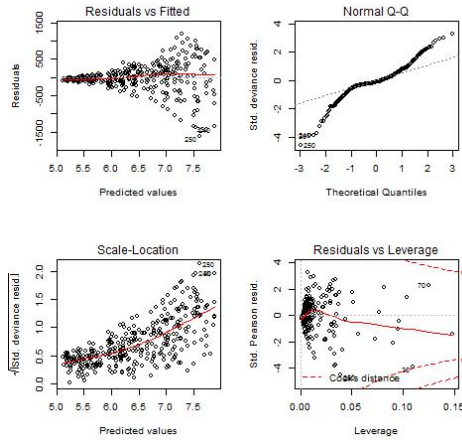 Residuals vs Fitted
Residuals
-1500
-500
500
1500
250
5.0 5.5 6.0 6.5 7.0 7.5
Predicted values
Normal Q-Q
Std. deviance resid.
-4 -2 0 2 4
250
-3 -2 -1 0 1 2 3
Theoretical Quantiles
Scale-Location
√|Std. deviance resid.|
0.0 0.5 1.0 1.5 2.0
250
5.0 5.5 6.0 6.5 7.0 7.5
Predicted values
Residuals vs Leverage
Std. Pearson resid.
-4 -2 0 2 4
70
Cook's distance
0.00 0.05 0.10 0.15
Leverage